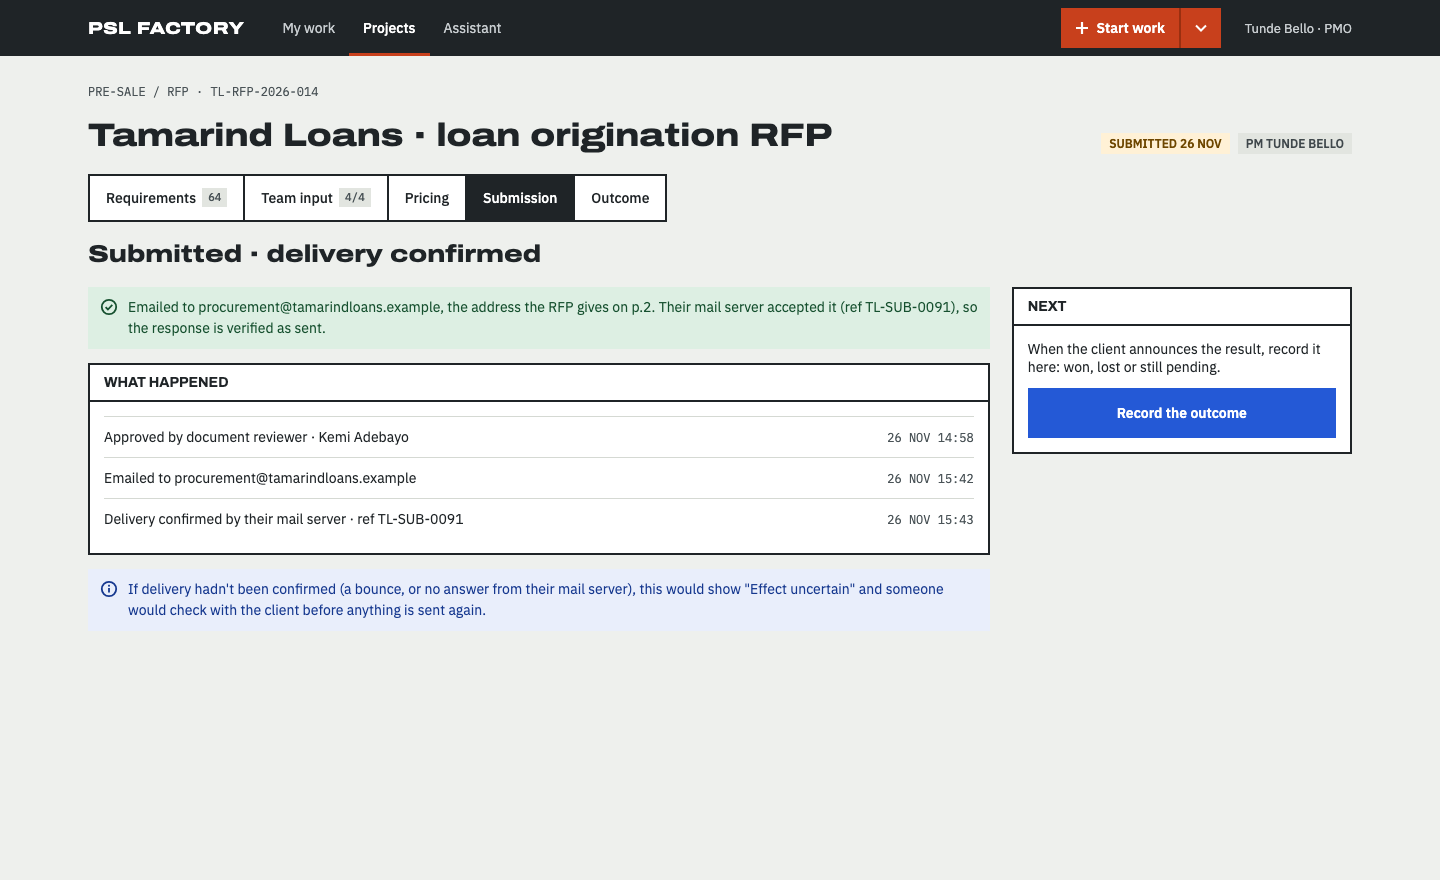 PSL FACTORY
My work
Projects
Assistant
Start work
Tunde Bello · PMO
PRE-SALE / RFP · TL-RFP-2026-014
Tamarind Loans · loan origination RFP
SUBMITTED 26 NOV
PM TUNDE BELLO
Requirements 64
Team input 4/4
Pricing
Submission
Outcome
Submitted · delivery confirmed
Emailed to procurement@tamarindloans.example, the address the RFP gives on p.2. Their mail server accepted it (ref TL-SUB-0091), so
the response is verified as sent.
WHAT HAPPENED
Approved by document reviewer · Kemi Adebayo 26 NOV 14:58
Emailed to procurement@tamarindloans.example 26 NOV 15:42
Delivery confirmed by their mail server · ref TL-SUB-0091 26 NOV 15:43
If delivery hadn't been confirmed (a bounce, or no answer from their mail server), this would show "Effect uncertain" and someone
would check with the client before anything is sent again.
NEXT
When the client announces the result, record it
here: won, lost or still pending.
Record the outcome